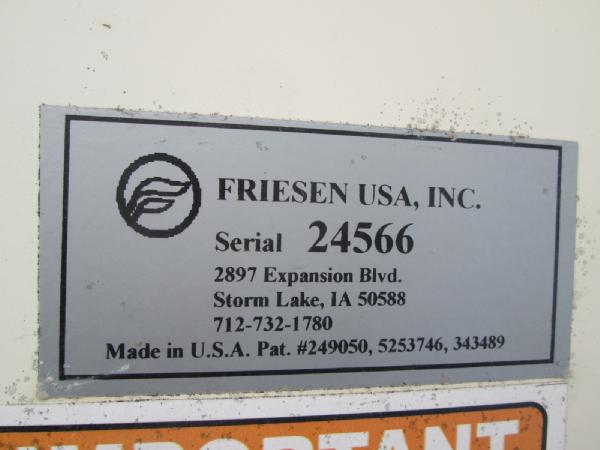 FRIESEN USA, INC.
Serial 24566
2897 Expansion Blvd.
Storm Lake, IA 50588
712-732-1780
Made in U.S.A. Pat. #249050, 5253746, 343489
IMPORTANT